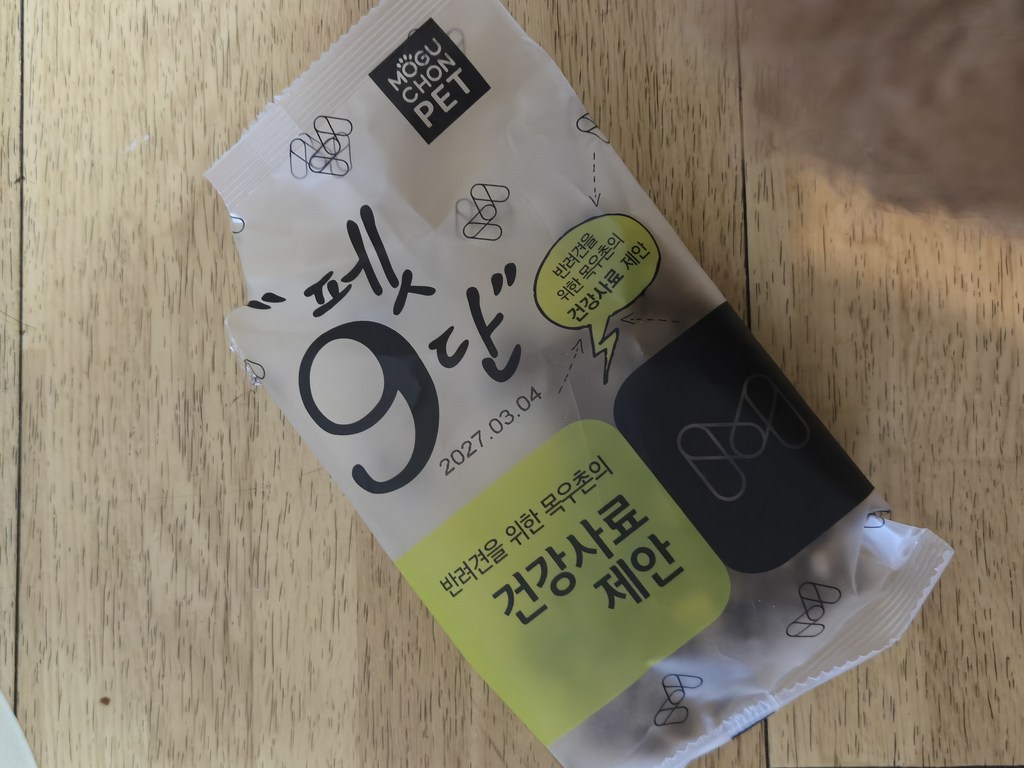 MOGU
CHON
PET
"펫
9단"
2027.03.04
반려견을
위한 목우촌의
건강사료 제안
반려견을 위한 목우촌의
건강사료
제안